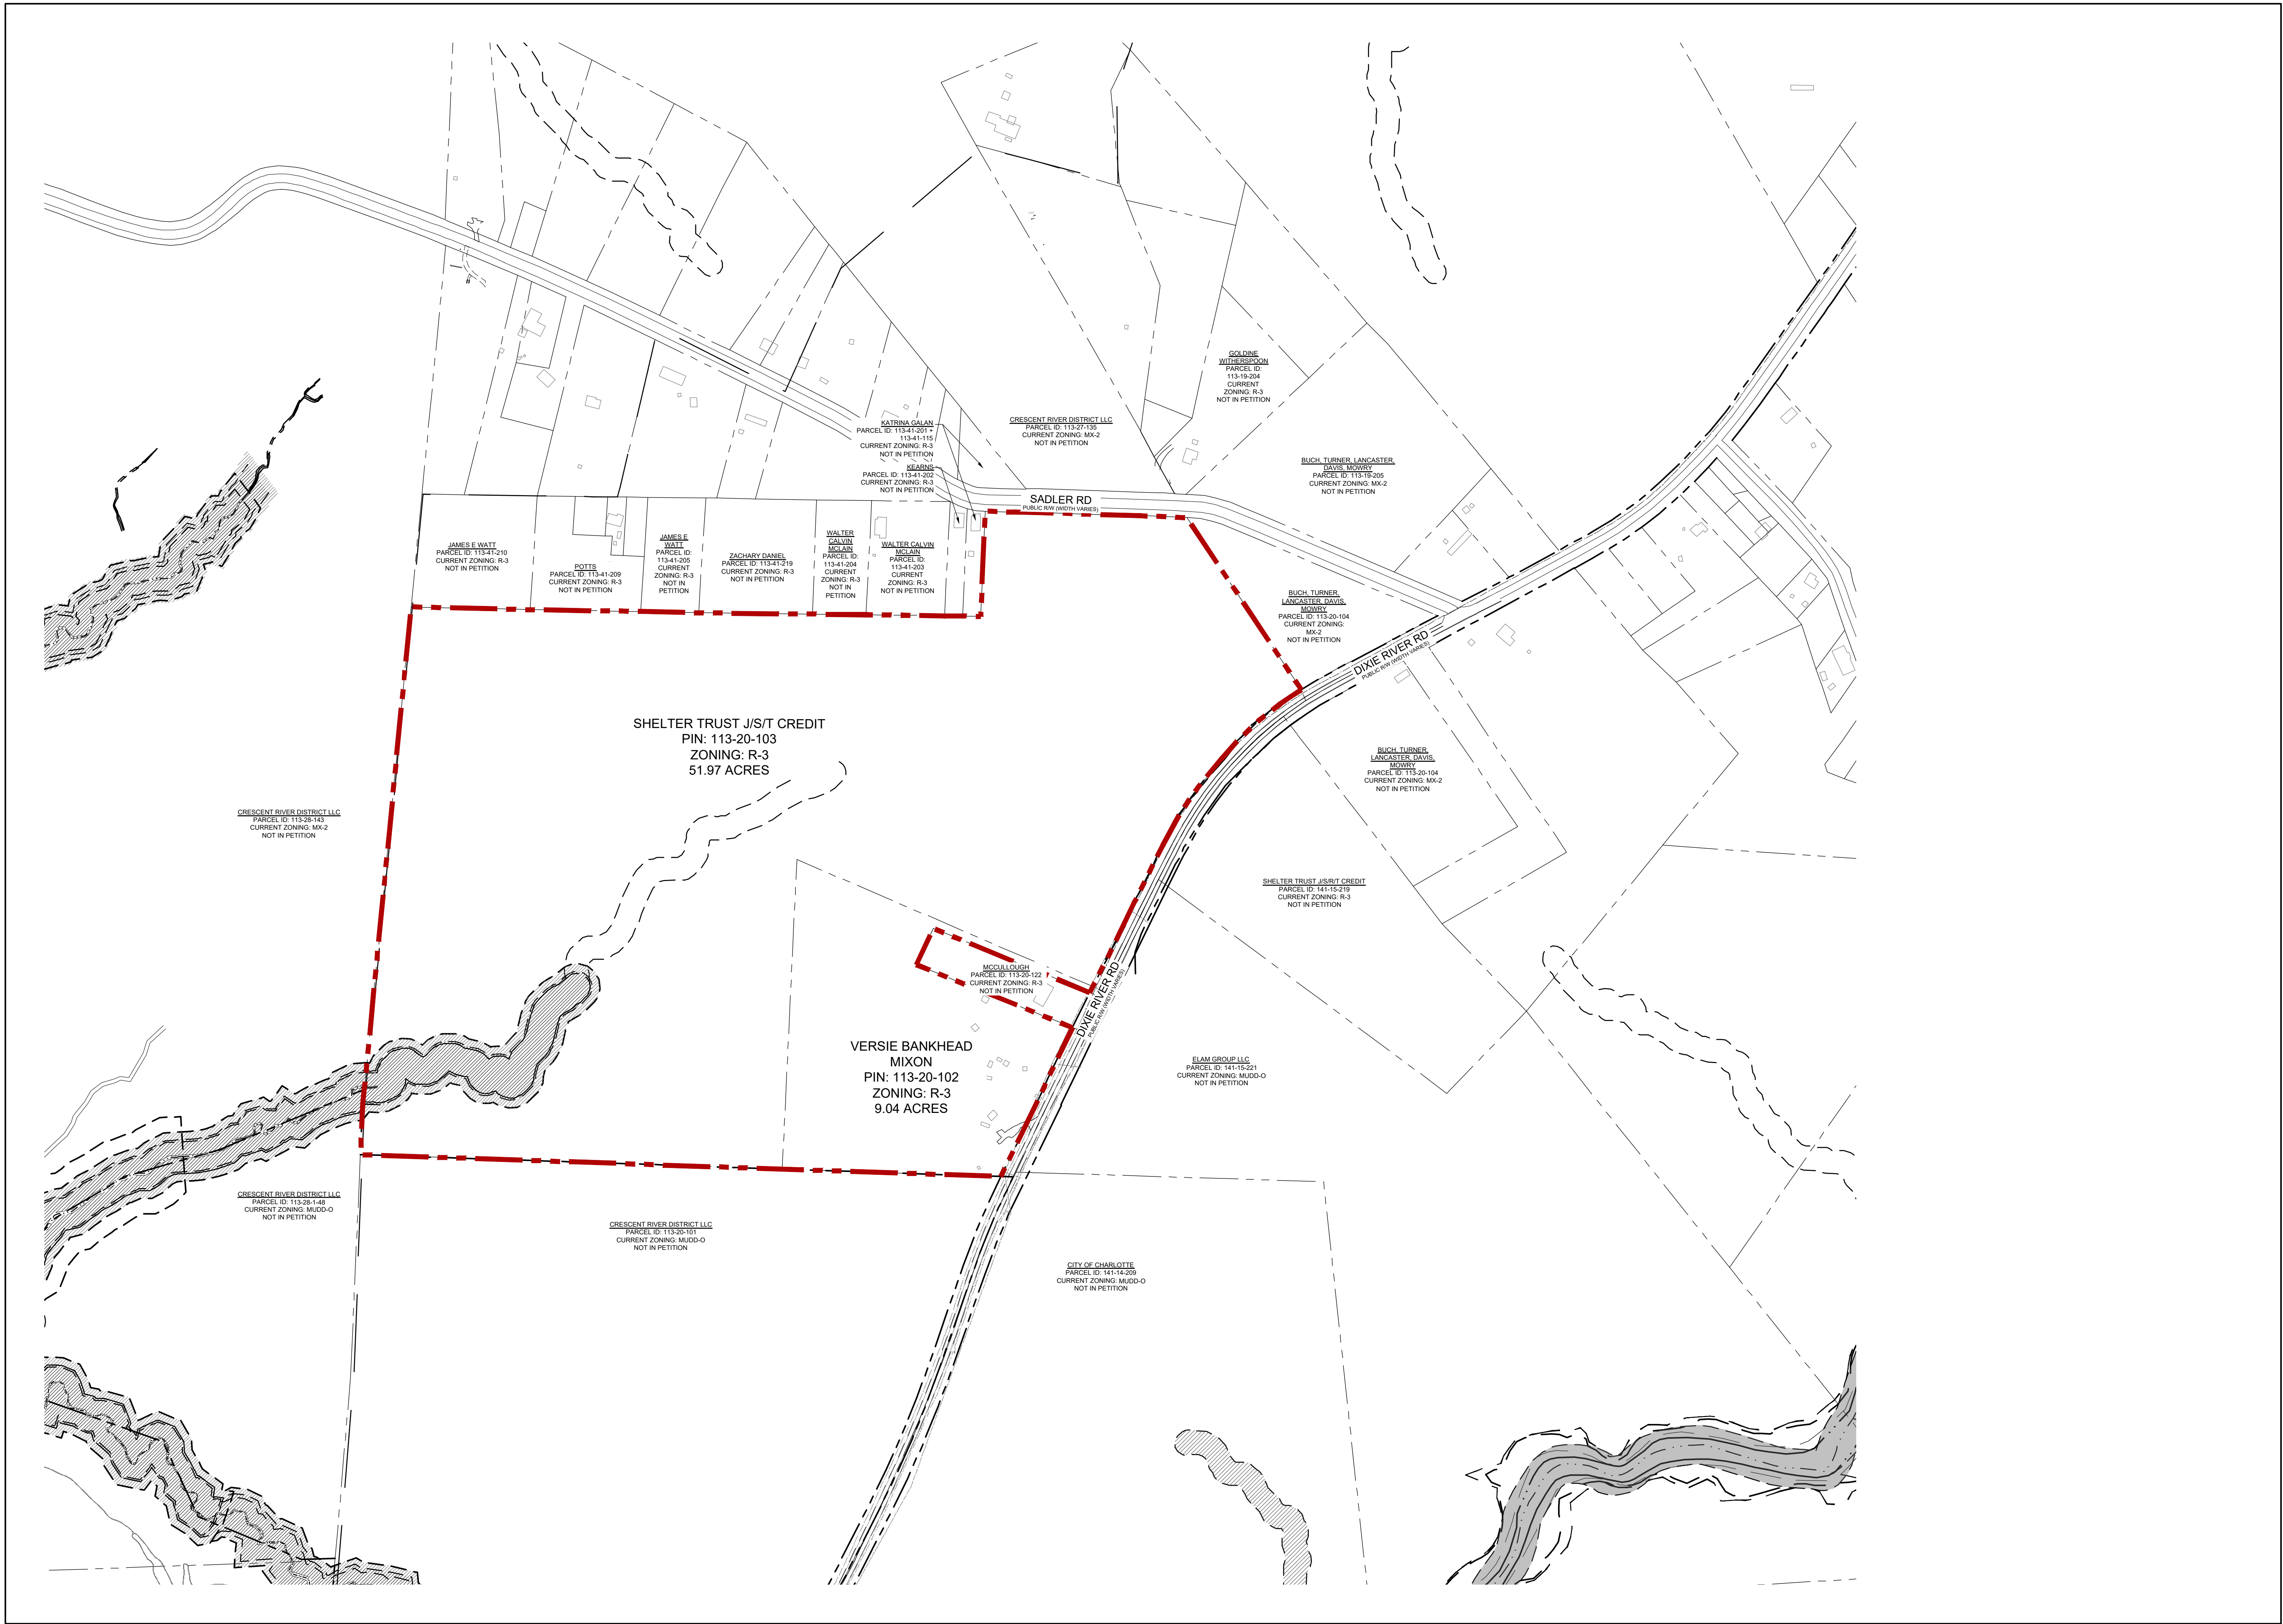 GOLDINE
WITHERSPOON
PARCEL ID:
113-19-204
CURRENT
ZONING: R-3
NOT IN PETITION
KATRINA GALAN
PARCEL ID: 113-41-201 +
113-41-115
CURRENT ZONING: R-3
NOT IN PETITION
CRESCENT RIVER DISTRICT LLC
PARCEL ID: 113-27-135
CURRENT ZONING: MX-2
NOT IN PETITION
KEARNS
PARCEL ID: 113-41-202
CURRENT ZONING: R-3
NOT IN PETITION
BUCH, TURNER, LANCASTER,
DAVIS, MOWRY
PARCEL ID: 113-19-205
CURRENT ZONING: MX-2
NOT IN PETITION
SADLER RD
PUBLIC R/W (WIDTH VARIES)
JAMES E WATT
PARCEL ID: 113-41-210
CURRENT ZONING: R-3
NOT IN PETITION
POTTS
PARCEL ID: 113-41-209
CURRENT ZONING: R-3
NOT IN PETITION
JAMES E
WATT
PARCEL ID:
113-41-205
CURRENT
ZONING: R-3
NOT IN
PETITION
ZACHARY DANIEL
PARCEL ID: 113-41-219
CURRENT ZONING: R-3
NOT IN PETITION
WALTER
CALVIN
MCLAIN
PARCEL ID:
113-41-204
CURRENT
ZONING: R-3
NOT IN
PETITION
WALTER CALVIN
MCLAIN
PARCEL ID:
113-41-203
CURRENT
ZONING: R-3
NOT IN PETITION
BUCH, TURNER,
LANCASTER, DAVIS,
MOWRY
PARCEL ID: 113-20-104
CURRENT ZONING:
MX-2
NOT IN PETITION
DIXIE RIVER RD
PUBLIC R/W (WIDTH VARIES)
SHELTER TRUST J/S/T CREDIT
PIN: 113-20-103
ZONING: R-3
51.97 ACRES
BUCH, TURNER,
LANCASTER, DAVIS,
MOWRY
PARCEL ID: 113-20-104
CURRENT ZONING: MX-2
NOT IN PETITION
CRESCENT RIVER DISTRICT LLC
PARCEL ID: 113-28-143
CURRENT ZONING: MX-2
NOT IN PETITION
SHELTER TRUST J/S/R/T CREDIT
PARCEL ID: 141-15-219
CURRENT ZONING: R-3
NOT IN PETITION
MCCULLOUGH
PARCEL ID: 113-20-122
CURRENT ZONING: R-3
NOT IN PETITION
DIXIE RIVER RD
PUBLIC R/W (WIDTH VARIES)
VERSIE BANKHEAD
MIXON
PIN: 113-20-102
ZONING: R-3
9.04 ACRES
ELAM GROUP LLC
PARCEL ID: 141-15-221
CURRENT ZONING: MUDD-O
NOT IN PETITION
CRESCENT RIVER DISTRICT LLC
PARCEL ID: 113-28-1-48
CURRENT ZONING: MUDD-O
NOT IN PETITION
CRESCENT RIVER DISTRICT LLC
PARCEL ID: 113-20-101
CURRENT ZONING: MUDD-O
NOT IN PETITION
CITY OF CHARLOTTE
PARCEL ID: 141-14-209
CURRENT ZONING: MUDD-O
NOT IN PETITION